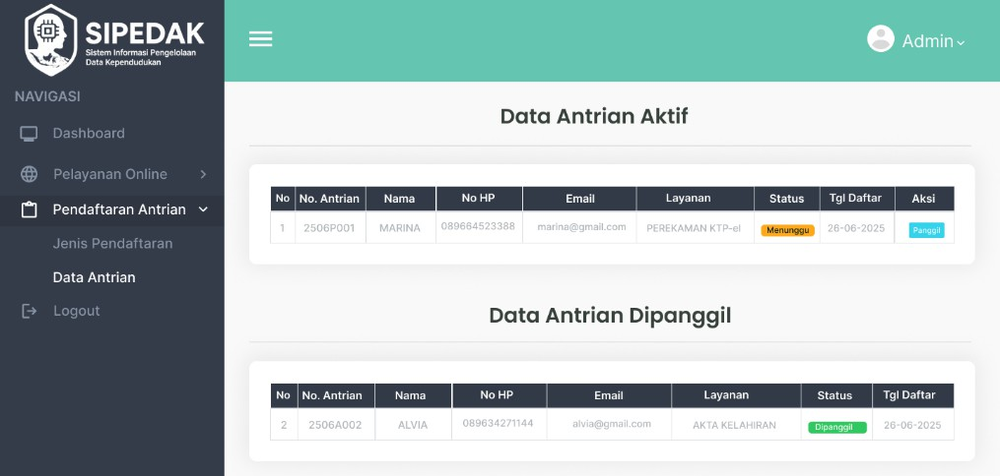 SIPEDAK
Sistem Informasi Pengelolaan
Data Kependudukan
NAVIGASI
Dashboard
Pelayanan Online
Pendaftaran Antrian
Jenis Pendaftaran
Data Antrian
Logout
Admin
Data Antrian Aktif
No No. Antrian Nama No HP Email Layanan Status Tgl Daftar Aksi
1 2506P001 MARINA 089664523388 marina@gmail.com PEREKAMAN KTP-el Menunggu 26-06-2025 Panggil
Data Antrian Dipanggil
No No. Antrian Nama No HP Email Layanan Status Tgl Daftar
2 2506A002 ALVIA 089634271144 alvia@gmail.com AKTA KELAHIRAN Dipanggil 26-06-2025